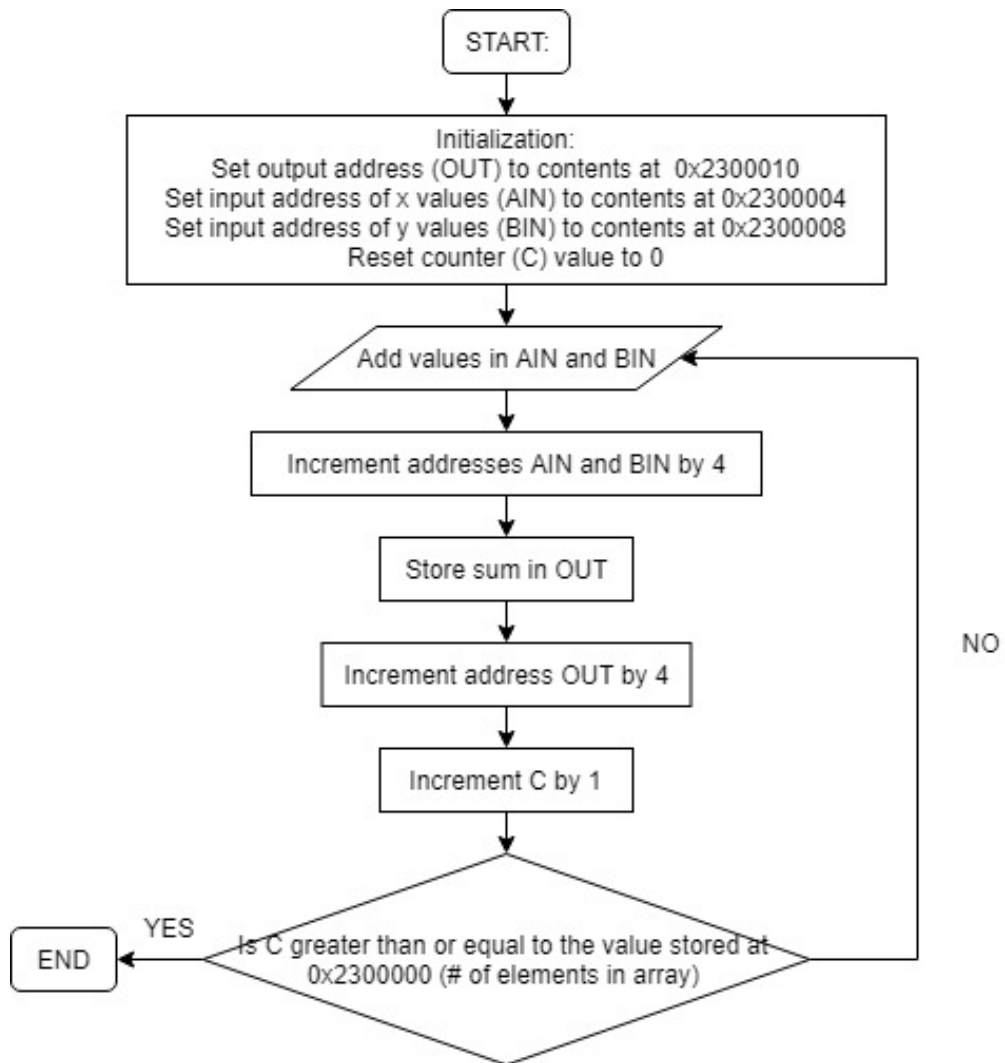 START:
Initialization:
Set output address (OUT) to contents at 0x2300010
Set input address of x values (AIN) to contents at 0x2300004
Set input address of y values (BIN) to contents at 0x2300008
Reset counter (C) value to 0
Add values in AIN and BIN
Increment addresses AIN and BIN by 4
Store sum in OUT
Increment address OUT by 4
NO
Increment C by 1
YES
Is C greater than or equal to the value stored at
0x2300000 (# of elements in array)
END